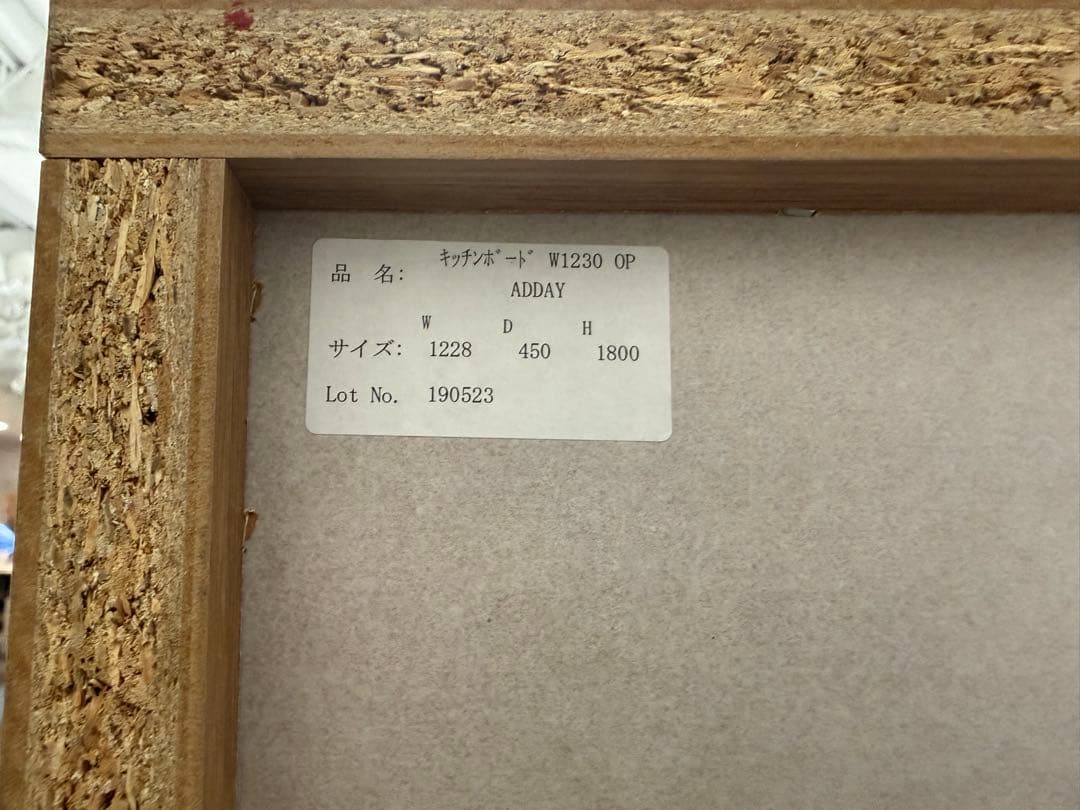 品 名: ｷｯﾁﾝﾎﾞｰﾄﾞ W1230 OP
ADDAY
W D H
サイズ: 1228 450 1800
Lot No. 190523